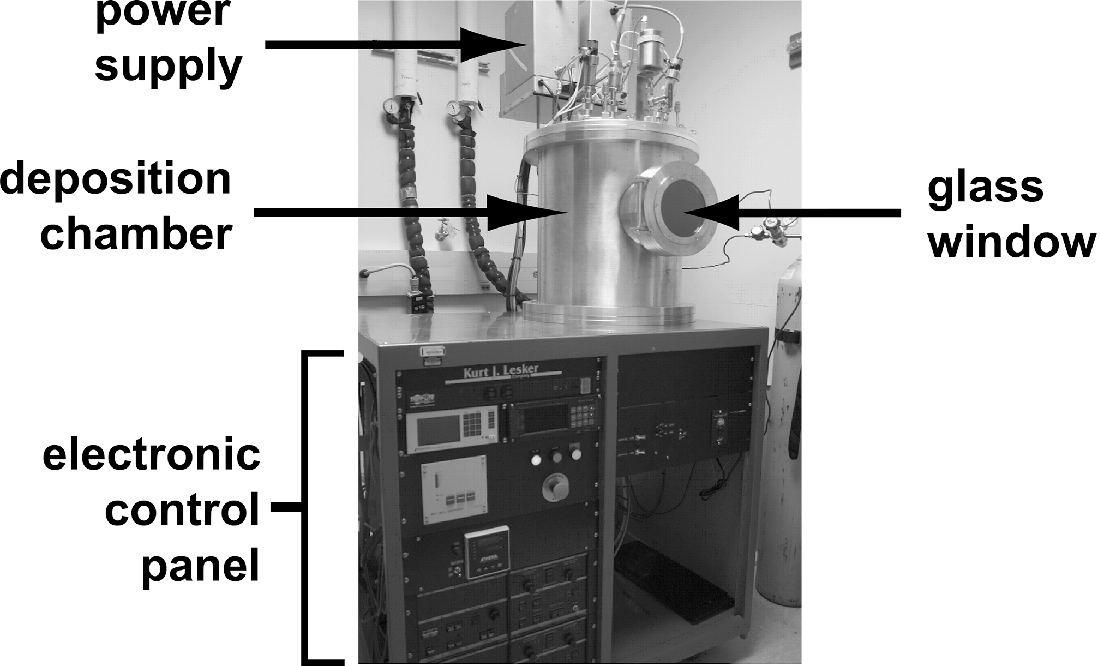 power
supply
deposition
chamber
glass
window
electronic
control
panel
Kurt J. Lesker